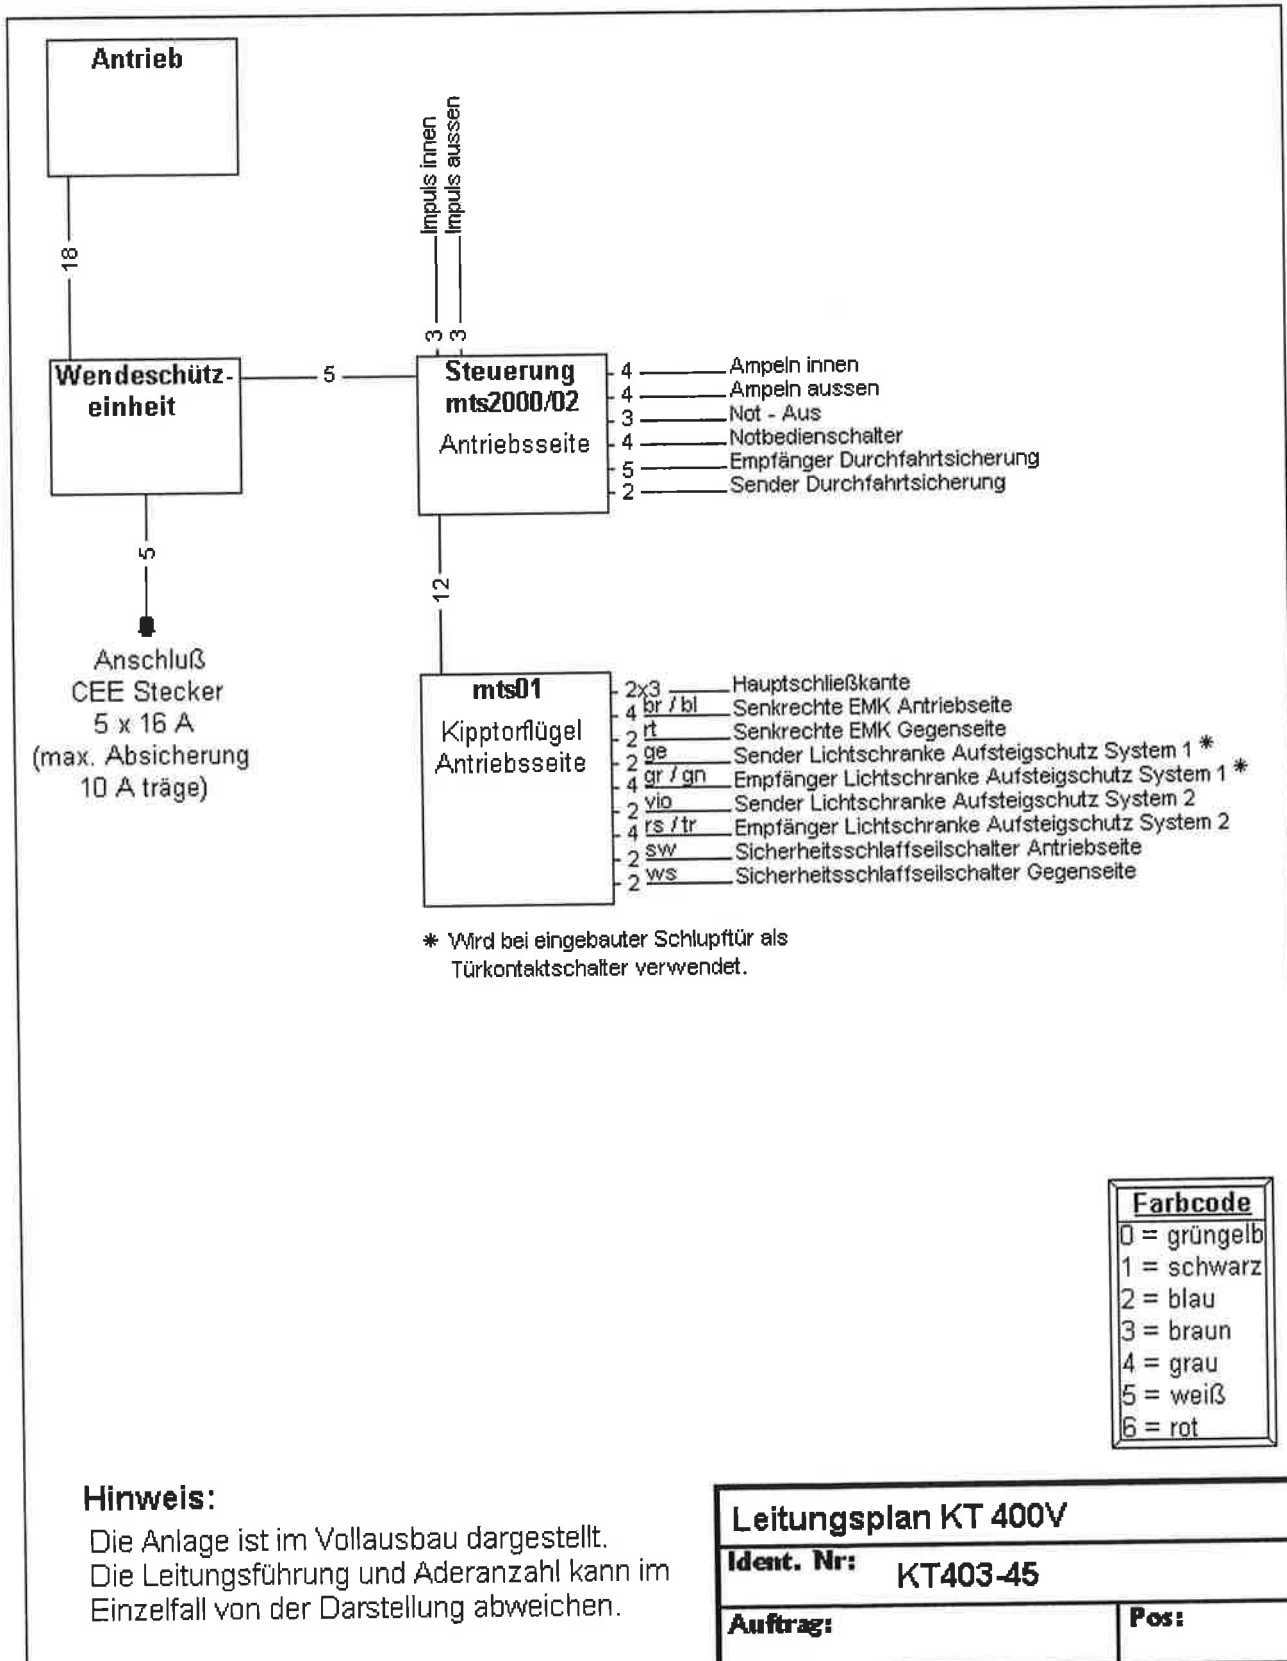 Antrieb
18
Impuls innen
Impuls aussen
3
3
Wendeschütz-
einheit
5
Steuerung
mts2000/02
Antriebsseite
4 Ampeln innen
4 Ampeln aussen
3 Not - Aus
4 Notbedienschalter
5 Empfänger Durchfahrtsicherung
2 Sender Durchfahrtsicherung
5
12
Anschluß
CEE Stecker
5 x 16 A
(max. Absicherung
10 A träge)
mts01
Kipptorflügel
Antriebsseite
2x3 Hauptschließkante
4 br / bl Senkrechte EMK Antriebseite
2 rt Senkrechte EMK Gegenseite
2 ge Sender Lichtschranke Aufsteigschutz System 1 *
4 gr / gn Empfänger Lichtschranke Aufsteigschutz System 1 *
2 vio Sender Lichtschranke Aufsteigschutz System 2
4 rs / tr Empfänger Lichtschranke Aufsteigschutz System 2
2 sw Sicherheitsschlaffseilschalter Antriebseite
2 ws Sicherheitsschlaffseilschalter Gegenseite
* Wird bei eingebauter Schlupftür als
Türkontaktschalter verwendet.
Farbcode
0 = grüngelb
1 = schwarz
2 = blau
3 = braun
4 = grau
5 = weiß
6 = rot
Hinweis:
Die Anlage ist im Vollausbau dargestellt.
Die Leitungsführung und Aderanzahl kann im
Einzelfall von der Darstellung abweichen.
Leitungsplan KT 400V
Ident. Nr: KT403-45
Auftrag: Pos: